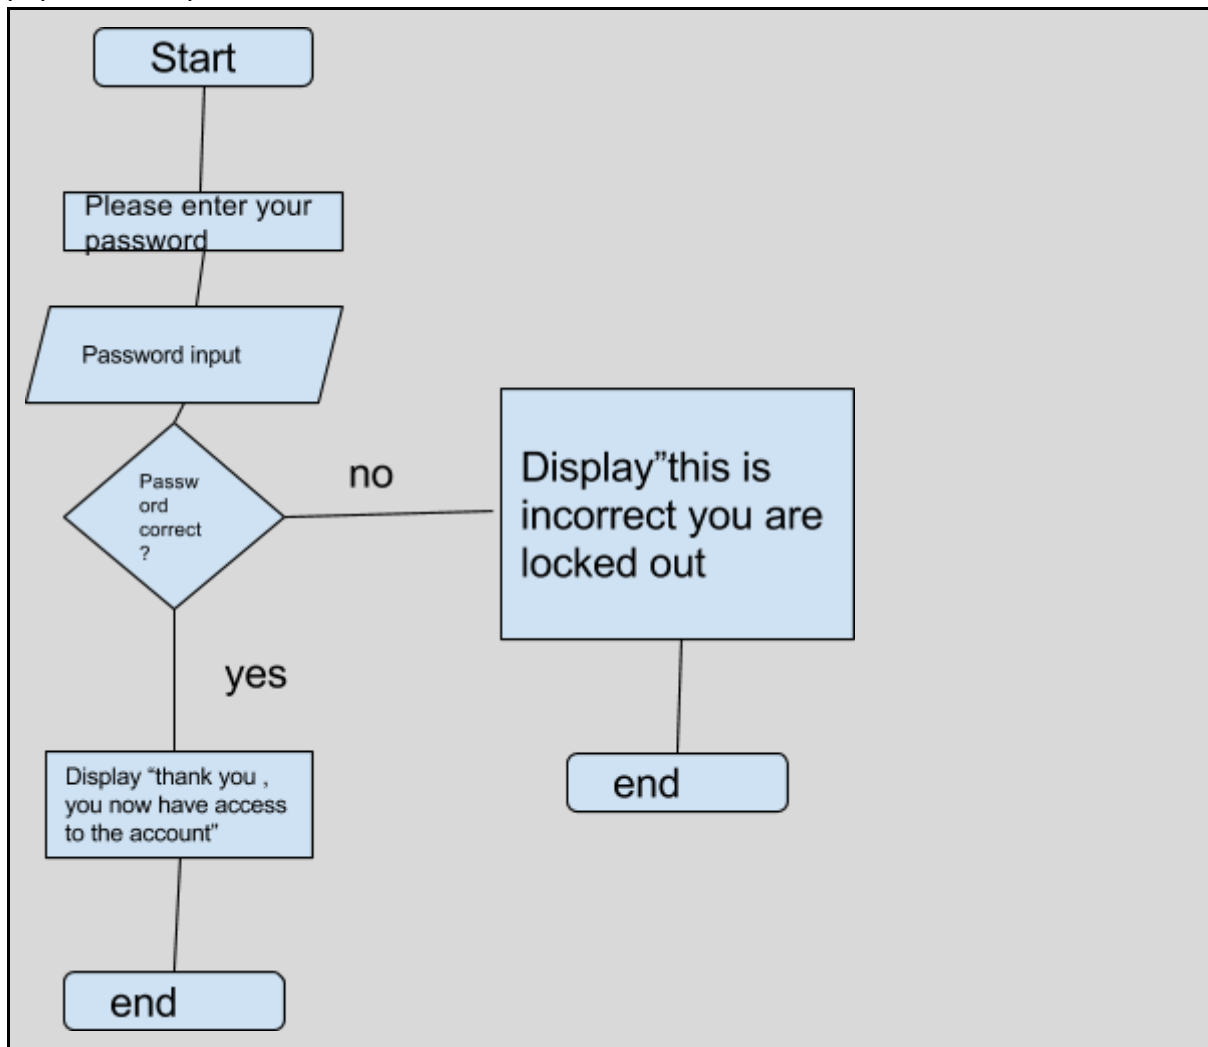 Start
Please enter your
password
Password input
Passw
ord
correct
?
no
Display”this is
incorrect you are
locked out
yes
Display “thank you ,
you now have access
to the account”
end
end